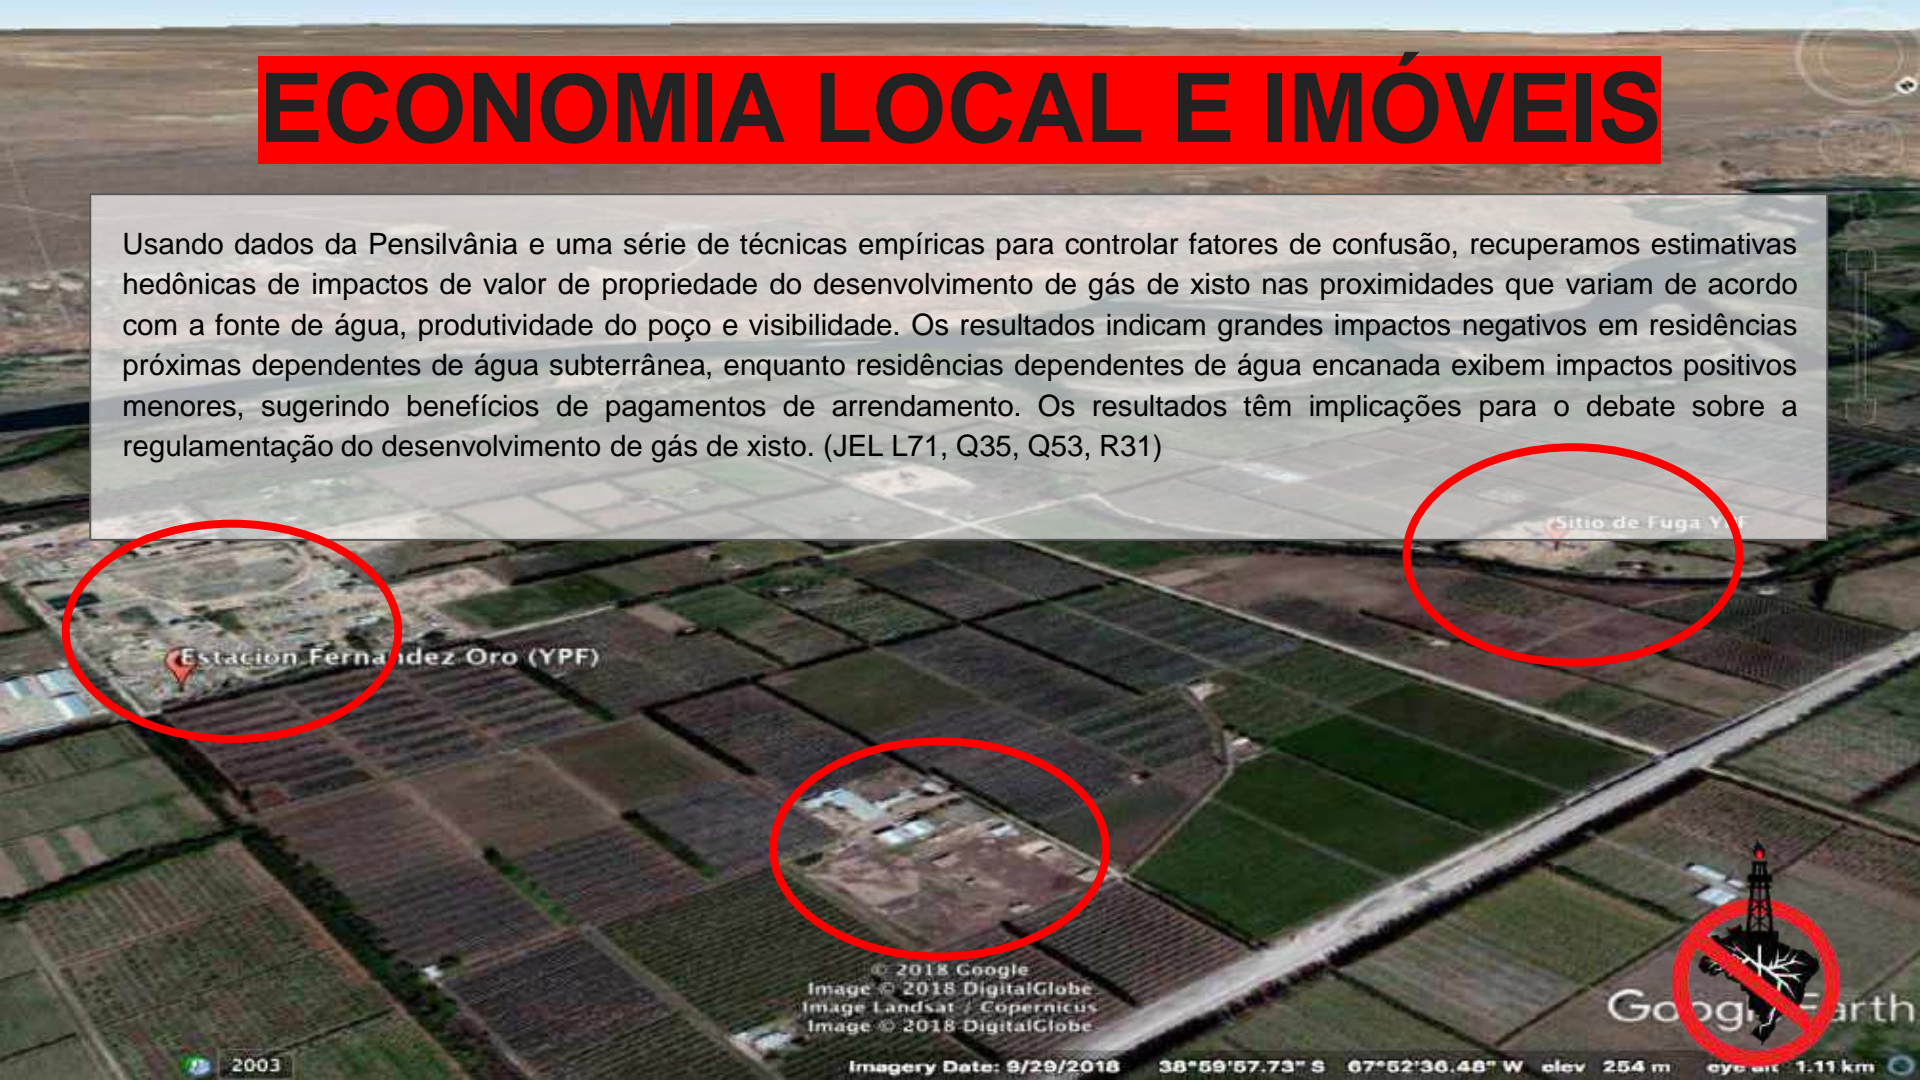 ECONOMIA LOCAL E IMÓVEIS
Usando dados da Pensilvânia e uma série de técnicas empíricas para controlar fatores de confusão, recuperamos estimativas
hedônicas de impactos de valor de propriedade do desenvolvimento de gás de xisto nas proximidades que variam de acordo
com a fonte de água, produtividade do poço e visibilidade. Os resultados indicam grandes impactos negativos em residências
próximas dependentes de água subterrânea, enquanto residências dependentes de água encanada exibem impactos positivos
menores, sugerindo benefícios de pagamentos de arrendamento. Os resultados têm implicações para o debate sobre a
regulamentação do desenvolvimento de gás de xisto. (JEL L71, Q35, Q53, R31)
Sitio de Fuga YPF
Estacion Fernandez Oro (YPF)
© 2018 Google
Image © 2018 DigitalGlobe
Image Landsat / Copernicus
Image © 2018 DigitalGlobe
Google Earth
2003
Imagery Date: 9/29/2018 38°59'57.73" S 67°52'36.48" W elev 254 m eye alt 1.11 km